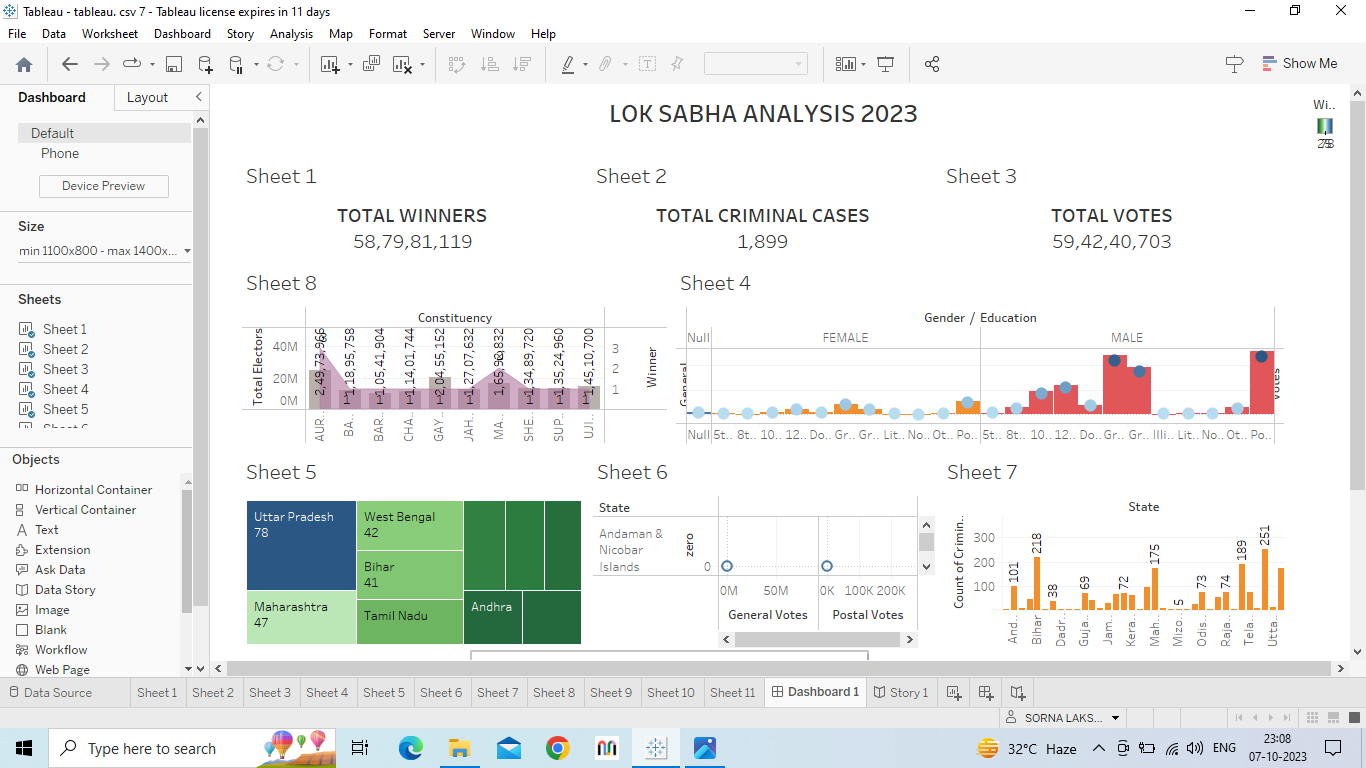 Tableau - tableau. csv 7 - Tableau license expires in 11 days
File Data Worksheet Dashboard Story Analysis Map Format Server Window Help
Show Me
Dashboard Layout
Default
Phone
Device Preview
Size
min 1100x800 - max 1400x...
Sheets
Sheet 1
Sheet 2
Sheet 3
Sheet 4
Sheet 5
Objects
Horizontal Container
Vertical Container
Text
Extension
Ask Data
Data Story
Image
Blank
Workflow
Web Page
LOK SABHA ANALYSIS 2023
Wi..
Sheet 1
TOTAL WINNERS
58,79,81,119
Sheet 2
TOTAL CRIMINAL CASES
1,899
Sheet 3
TOTAL VOTES
59,42,40,703
Sheet 8
Constituency
Total Electors
40M
20M
0M
2,49,73,966
1,18,95,758
1,05,41,904
1,14,01,744
2,04,55,152
1,27,07,632
1,65,92,832
1,34,89,720
1,35,24,960
1,45,10,700
1 1 1 1 1 1 1 1
3
2
1
Winner
AUR.. BA.. BAR.. CHA.. GAY.. JAH.. MA.. SHE.. SUP.. UJI..
Sheet 4
Gender / Education
Null FEMALE MALE
General
Votes
Null 5t.. 8t.. 10.. 12.. Do.. Gr.. Gr.. Lit.. No.. Ot.. Po.. 5t.. 8t.. 10.. 12.. Do.. Gr.. Gr.. Illi.. Lit.. No.. Ot.. Po..
Sheet 5
Uttar Pradesh
78
West Bengal
42
Bihar
41
Maharashtra
47
Tamil Nadu
Andhra
Sheet 6
State
Andaman &
Nicobar
Islands
zero
0
0M 50M 0K 100K 200K
General Votes Postal Votes
Sheet 7
State
Count of Crimin..
300
200
100
101 218 38 69 72 175 5 73 74 189 251
And.. Bihar Dadr.. Guja.. Jam.. Kera.. Mah.. Mizo.. Odis.. Raja.. Tela.. Utta..
Data Source Sheet 1 Sheet 2 Sheet 3 Sheet 4 Sheet 5 Sheet 6 Sheet 7 Sheet 8 Sheet 9 Sheet 10 Sheet 11 Dashboard 1 Story 1
SORNA LAKS...
Type here to search
32°C Haze
ENG
23:08
07-10-2023